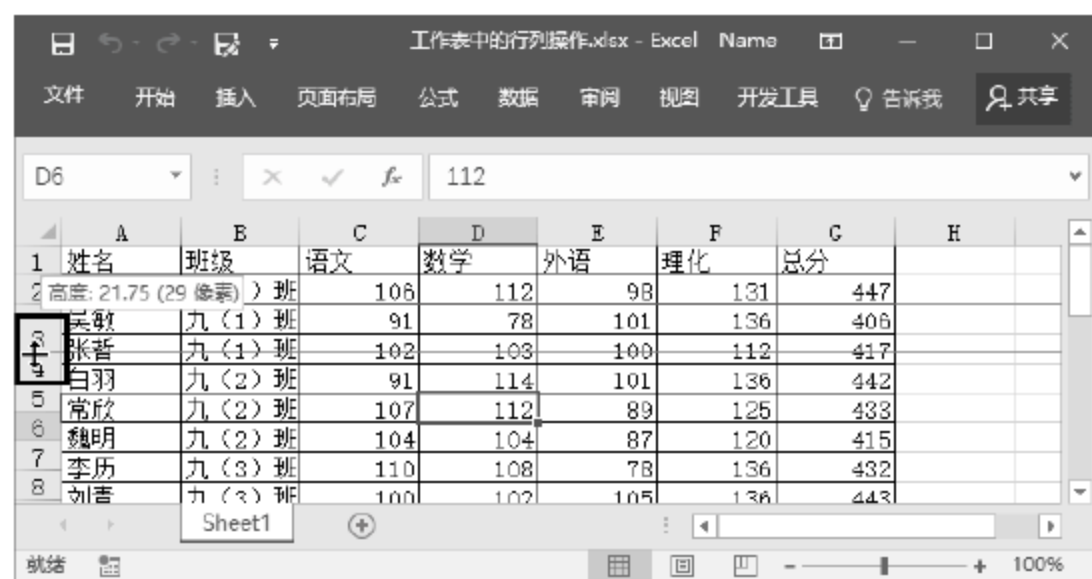 工作表中的行列操作.xlsx - Excel Name
文件 开始 插入 页面布局 公式 数据 审阅 视图 开发工具 告诉我 共享
D6 fx 112
A B C D E F G H
1 姓名 班级 语文 数学 外语 理化 总分
2 高度: 21.75 (29 像素) ) 班 106 112 98 131 447
吴敏 九 (1) 班 91 78 101 136 406
3 张哲 九 (1) 班 102 103 100 112 417
4 白羽 九 (2) 班 91 114 101 136 442
5 常欣 九 (2) 班 107 112 89 125 433
6 魏明 九 (2) 班 104 104 87 120 415
7 李历 九 (3) 班 110 108 78 136 432
8 刘青 九 (3) 班 100 102 105 136 443
Sheet1
就绪 100%